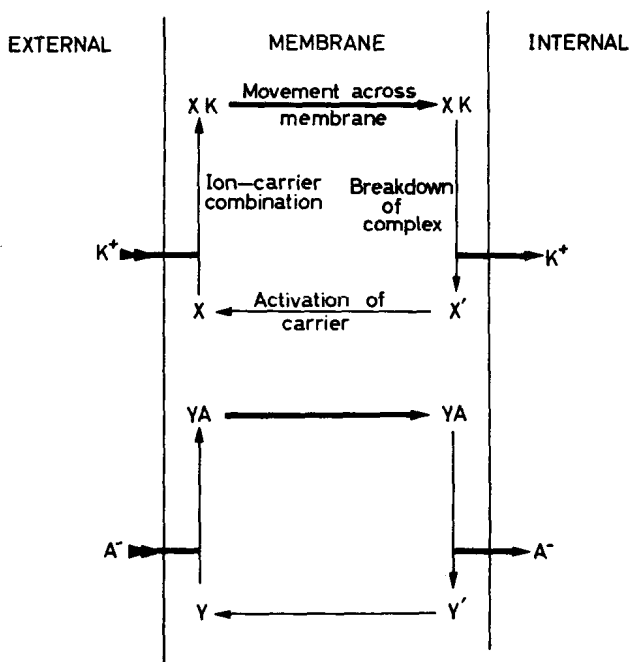 EXTERNAL MEMBRANE INTERNAL
XK Movement across membrane XK
Ion—carrier combination
Breakdown of complex
K⁺ K⁺
X Activation of carrier X′
YA YA
A⁻ A⁻
Y Y′